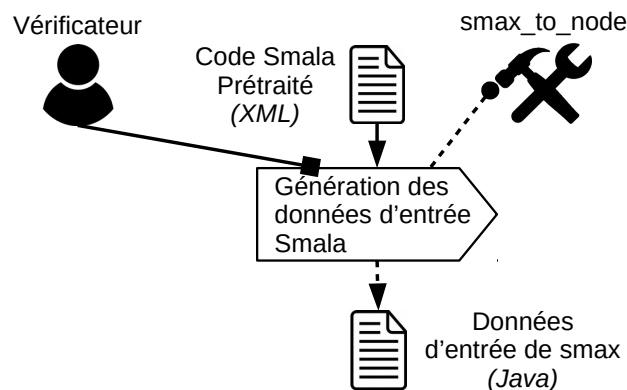 Vérificateur
smax_to_node
Code Smala
Prétraité
(XML)
Génération des
données d'entrée
Smala
Données
d'entrée de smax
(Java)